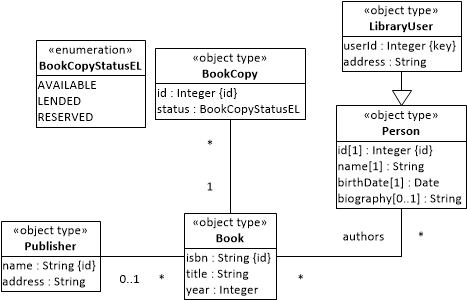 «enumeration»
BookCopyStatusEL
AVAILABLE
LENDED
RESERVED
«object type»
BookCopy
id : Integer {id}
status : BookCopyStatusEL
«object type»
LibraryUser
userId : Integer {key}
address : String
«object type»
Person
id[1] : Integer {id}
name[1] : String
birthDate[1] : Date
biography[0..1] : String
*
1
authors
*
«object type»
Publisher
name : String {id}
address : String
0..1
*
«object type»
Book
isbn : String {id}
title : String
year : Integer
*